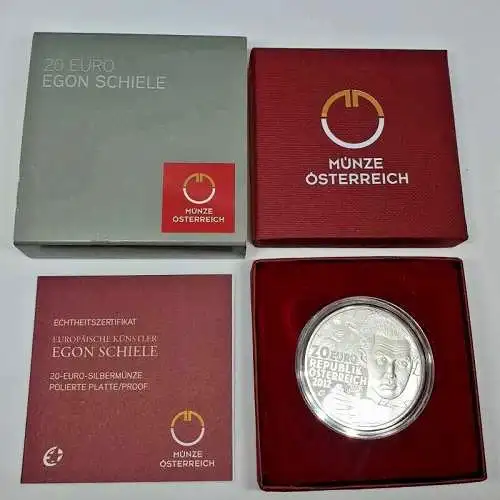 20 EURO
EGON SCHIELE
MÜNZE
ÖSTERREICH
MÜNZE
ÖSTERREICH
ECHTHEITSZERTIFIKAT
EUROPÄISCHE KÜNSTLER
EGON SCHIELE
20-EURO-SILBERMÜNZE
POLIERTE PLATTE/PROOF
MÜNZE
ÖSTERREICH
20 EURO
REPUBLIK
ÖSTERREICH
2012